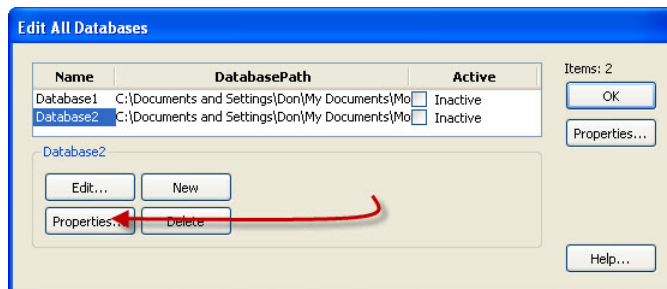 Edit All Databases
Name DatabasePath Active
Database1 C:\Documents and Settings\Don\My Documents\Mo Inactive
Database2 C:\Documents and Settings\Don\My Documents\Mo Inactive
Items: 2
OK
Properties...
Database2
Edit... New
Properties... Delete
Help...